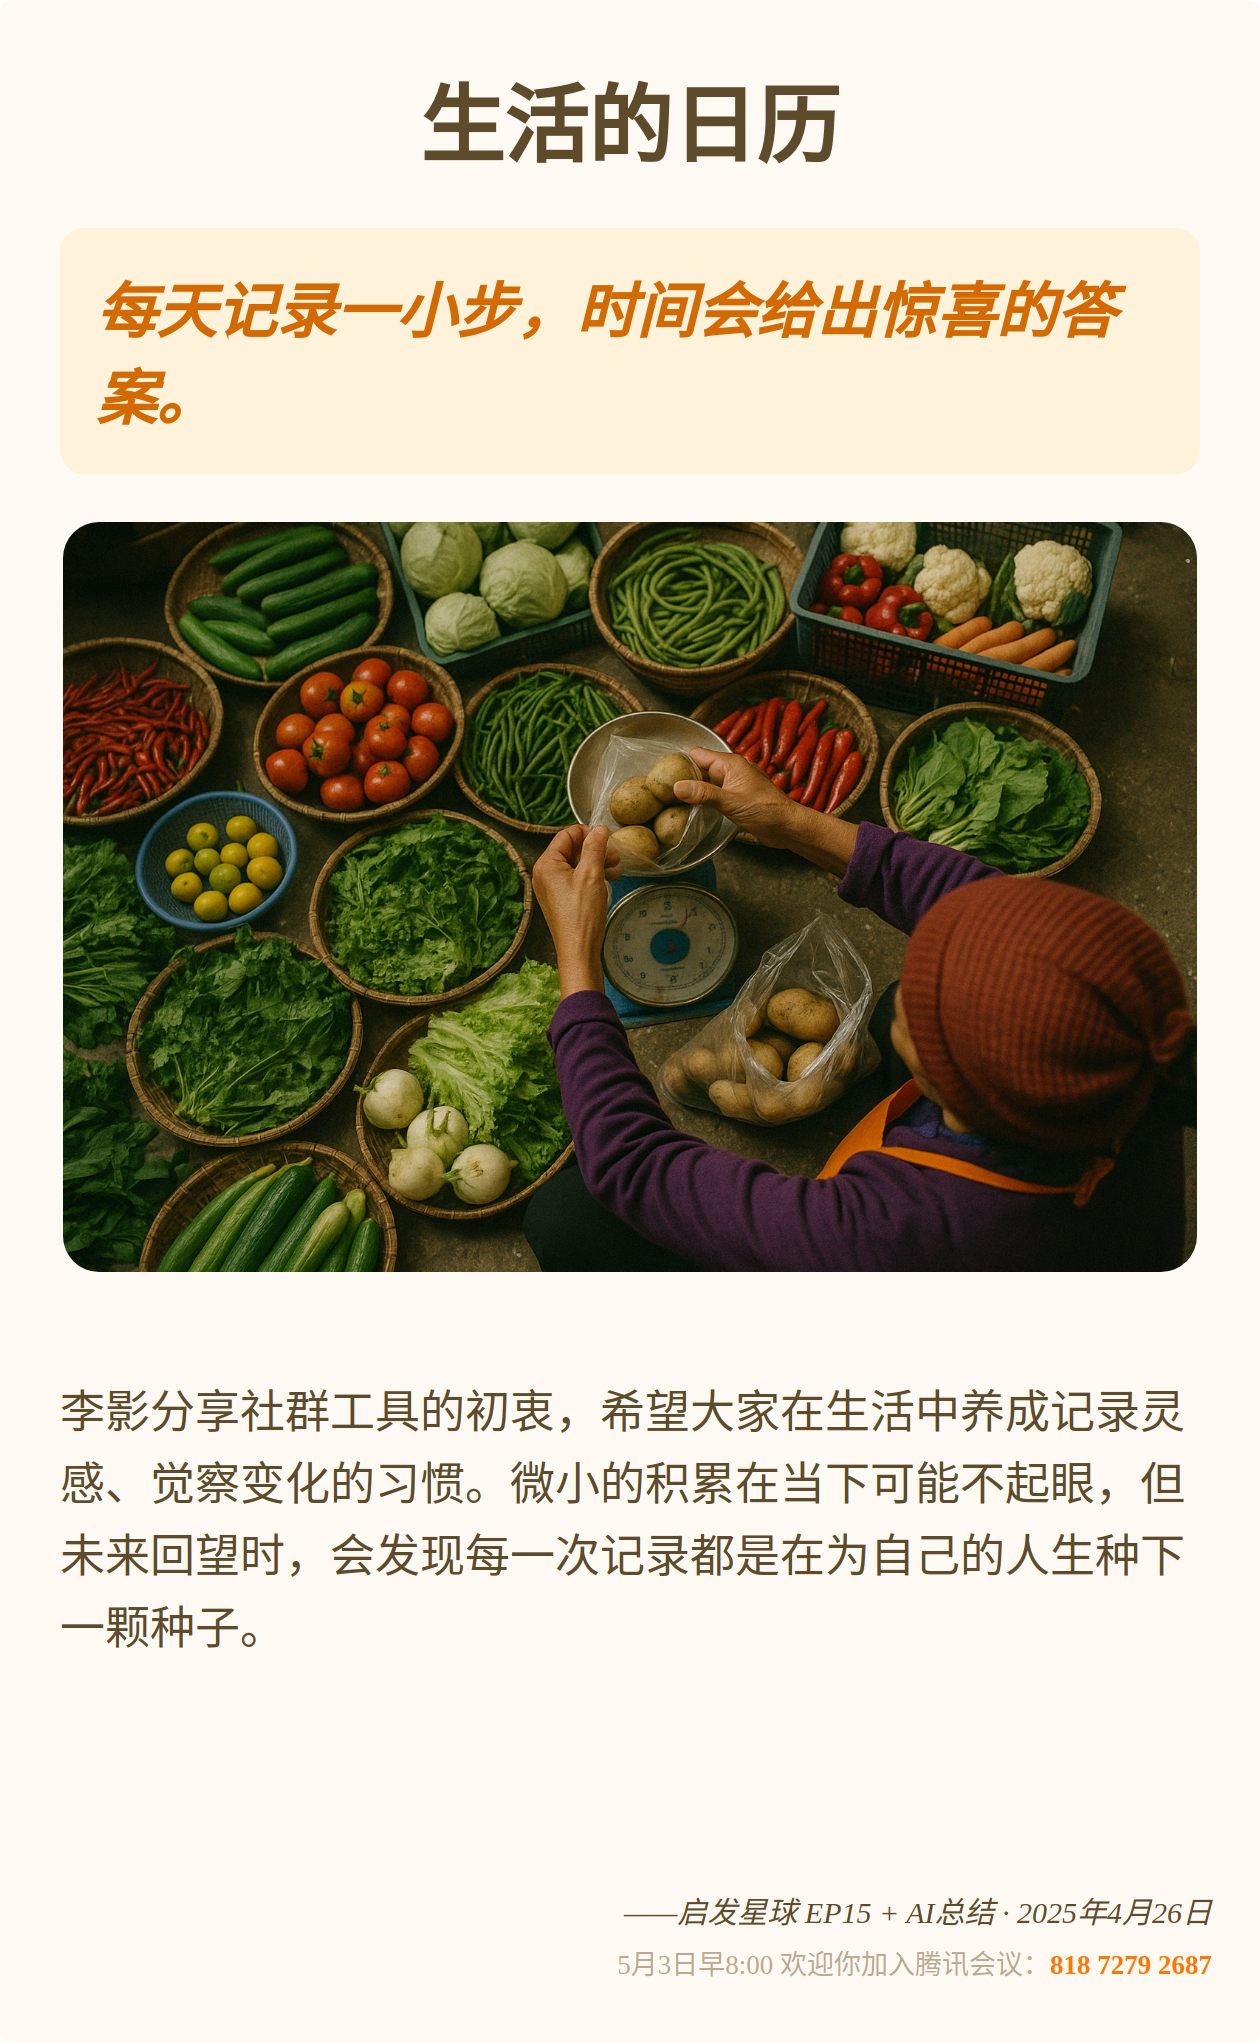 生活的日历
每天记录一小步，时间会给出惊喜的答
案。
李影分享社群工具的初衷，希望大家在生活中养成记录灵
感、觉察变化的习惯。微小的积累在当下可能不起眼，但
未来回望时，会发现每一次记录都是在为自己的人生种下
一颗种子。
——启发星球 EP15 + AI总结 · 2025年4月26日
5月3日早8:00 欢迎你加入腾讯会议：818 7279 2687